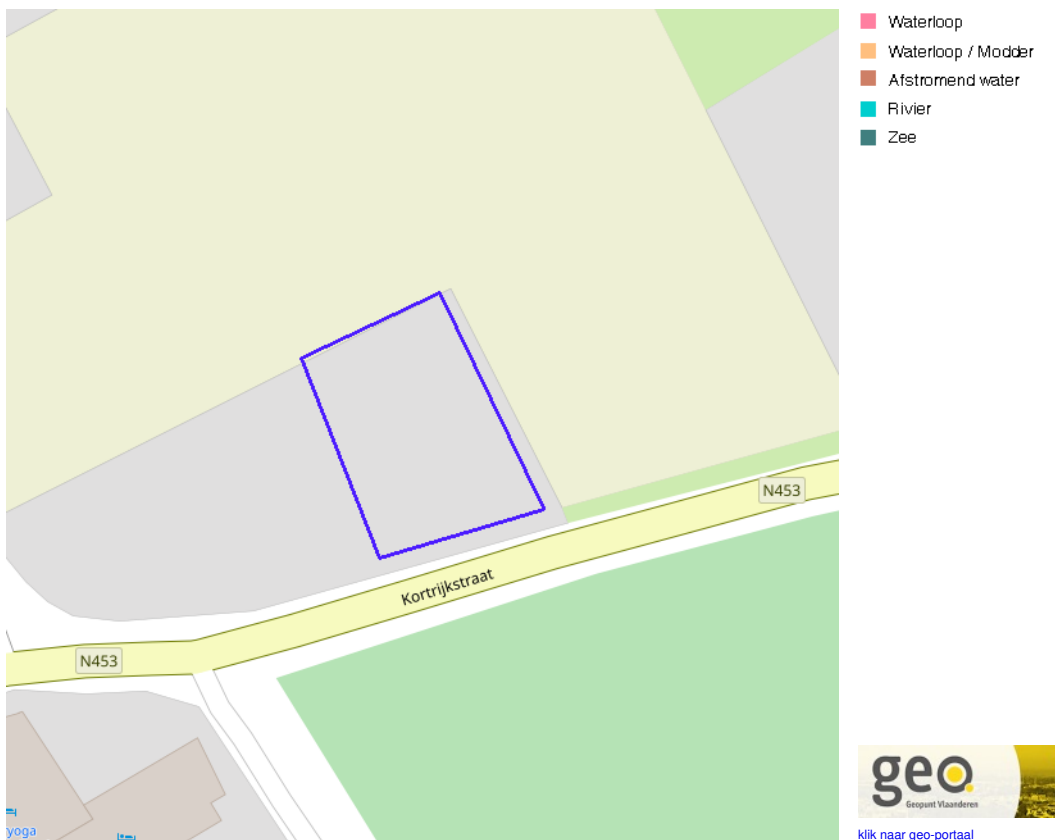 Waterloop
Waterloop / Modder
Afstromend water
Rivier
Zee
N453
Kortrijkstraat
N453
yoga
geo.
Geopunt Vlaanderen
klik naar geo-portaal